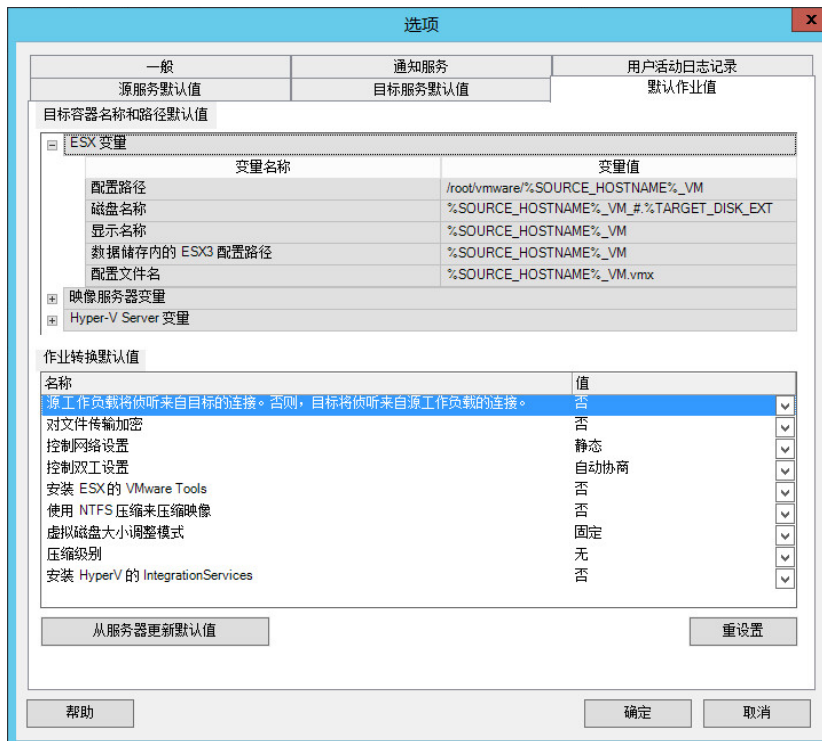 选项
x
一般 通知服务 用户活动日志记录
源服务默认值 目标服务默认值 默认作业值
目标容器名称和路径默认值
ESX 变量
变量名称 变量值
配置路径 /root/vmware/%SOURCE_HOSTNAME%_VM
磁盘名称 %SOURCE_HOSTNAME%_VM_#.%TARGET_DISK_EXT
显示名称 %SOURCE_HOSTNAME%_VM
数据储存内的 ESX3 配置路径 %SOURCE_HOSTNAME%_VM
配置文件名 %SOURCE_HOSTNAME%_VM.vmx
映像服务器变量
Hyper-V Server 变量
作业转换默认值
名称 值
源工作负载将侦听来自目标的连接。否则，目标将侦听来自源工作负载的连接。 否
对文件传输加密 否
控制网络设置 静态
控制双工设置 自动协商
安装 ESX 的 VMware Tools 否
使用 NTFS 压缩来压缩映像 否
虚拟磁盘大小调整模式 固定
压缩级别 无
安装 HyperV 的 IntegrationServices 否
从服务器更新默认值 重设置
帮助 确定 取消